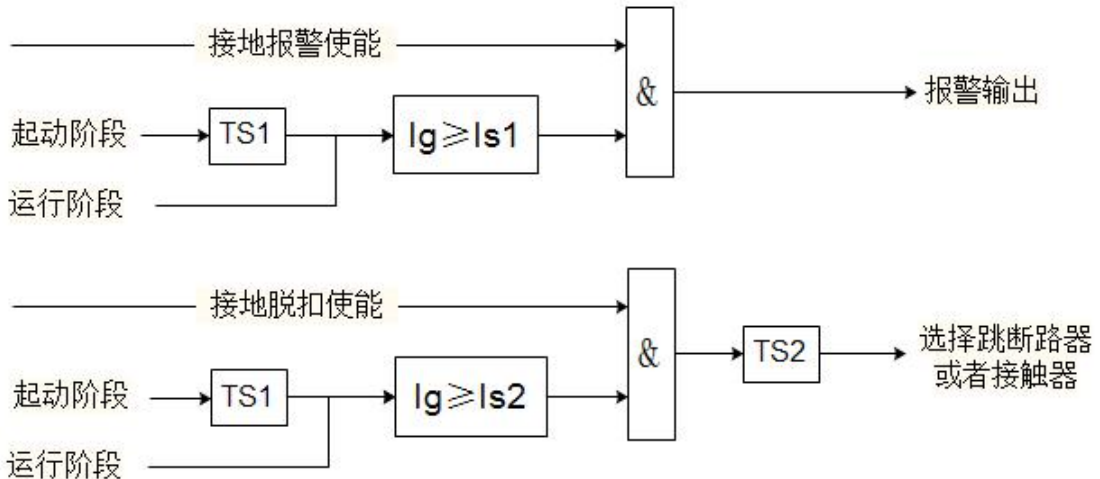 接地报警使能
&
报警输出
起动阶段
TS1
Ig≥Is1
运行阶段
接地脱扣使能
&
TS2
选择跳断路器
或者接触器
起动阶段
TS1
Ig≥Is2
运行阶段